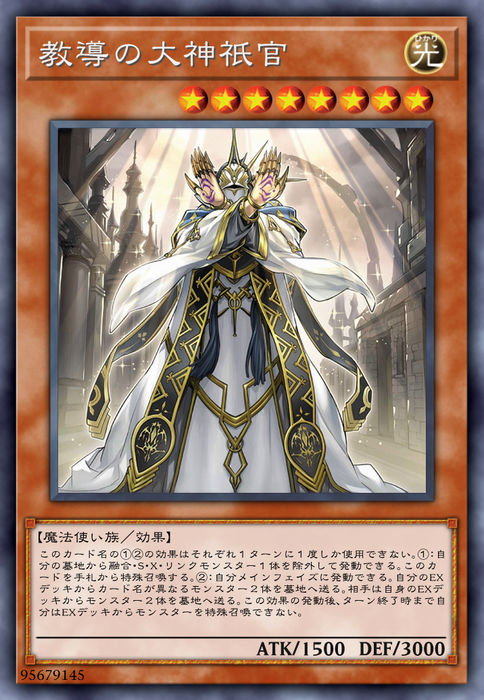 教導の大神祇官
ひかり
光
【魔法使い族／効果】
このカード名の①②の効果はそれぞれ１ターンに１度しか使用できない。①：自
分の墓地から融合・Ｓ・Ｘ・リンクモンスター１体を除外して発動できる。このカ
ードを手札から特殊召喚する。②：自分メインフェイズに発動できる。自分のEX
デッキからカード名が異なるモンスター２体を墓地へ送る。相手は自身のEXデ
ッキからモンスター２体を墓地へ送る。この効果の発動後、ターン終了時まで自
分はEXデッキからモンスターを特殊召喚できない。
ATK/1500 DEF/3000
95679145